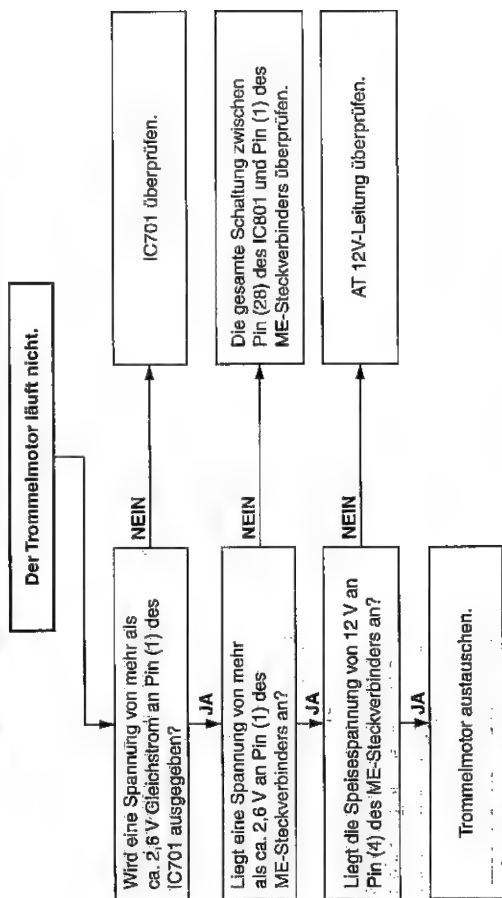 Der Trommelmotor läuft nicht.
Wird eine Spannung von mehr als
ca. 2,6 V Gleichstrom an Pin (1) des
IC701 ausgegeben?
NEIN
IC701 überprüfen.
JA
Liegt eine Spannung von mehr
als ca. 2,6 V an Pin (1) des
ME-Steckverbinders an?
NEIN
Die gesamte Schaltung zwischen
Pin (28) des IC801 und Pin (1) des
ME-Steckverbinders überprüfen.
JA
Liegt die Speisespannung von 12 V an
Pin (4) des ME-Steckverbinders an?
NEIN
AT 12V-Leitung überprüfen.
JA
Trommelmotor austauschen.